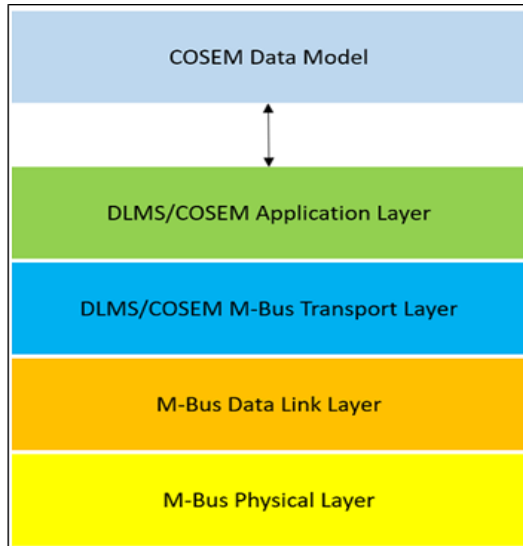 COSEM Data Model
DLMS/COSEM Application Layer
DLMS/COSEM M-Bus Transport Layer
M-Bus Data Link Layer
M-Bus Physical Layer